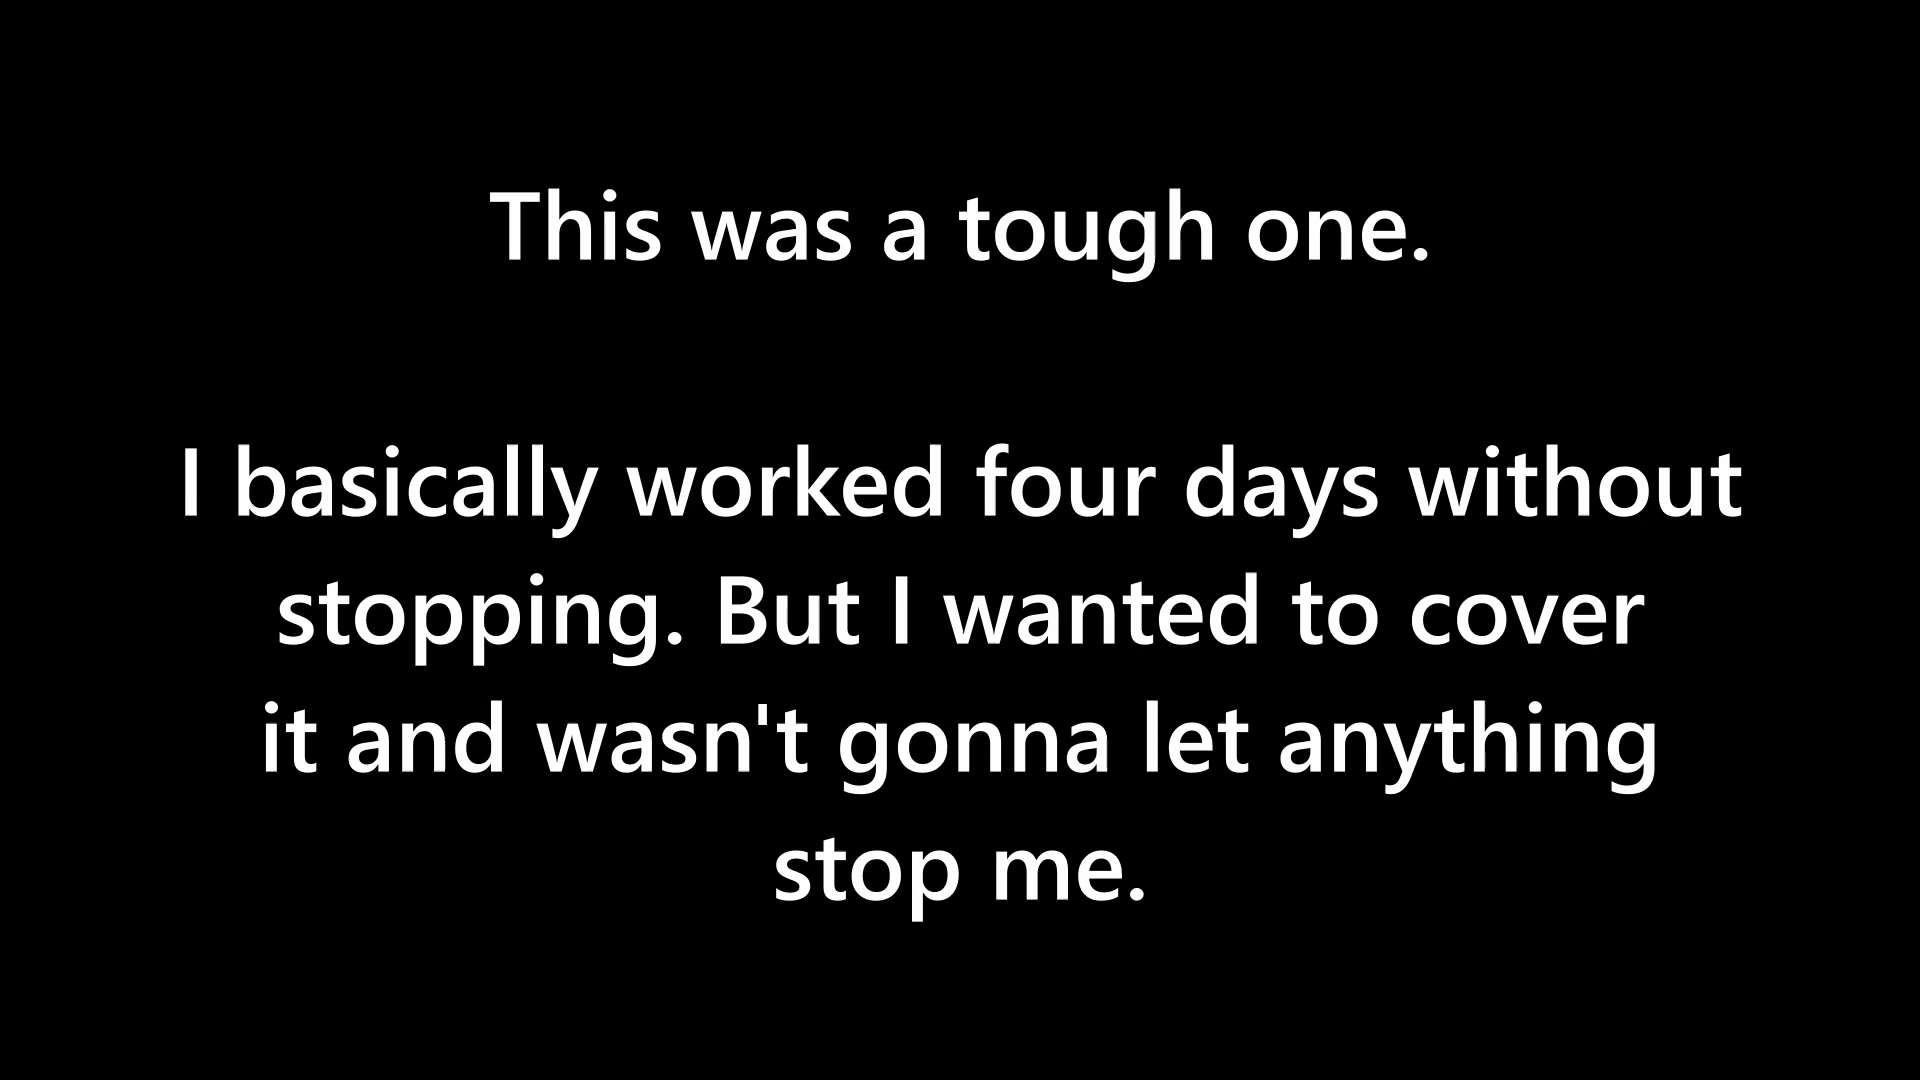 This was a tough one.
I basically worked four days without
stopping. But I wanted to cover
it and wasn't gonna let anything
stop me.